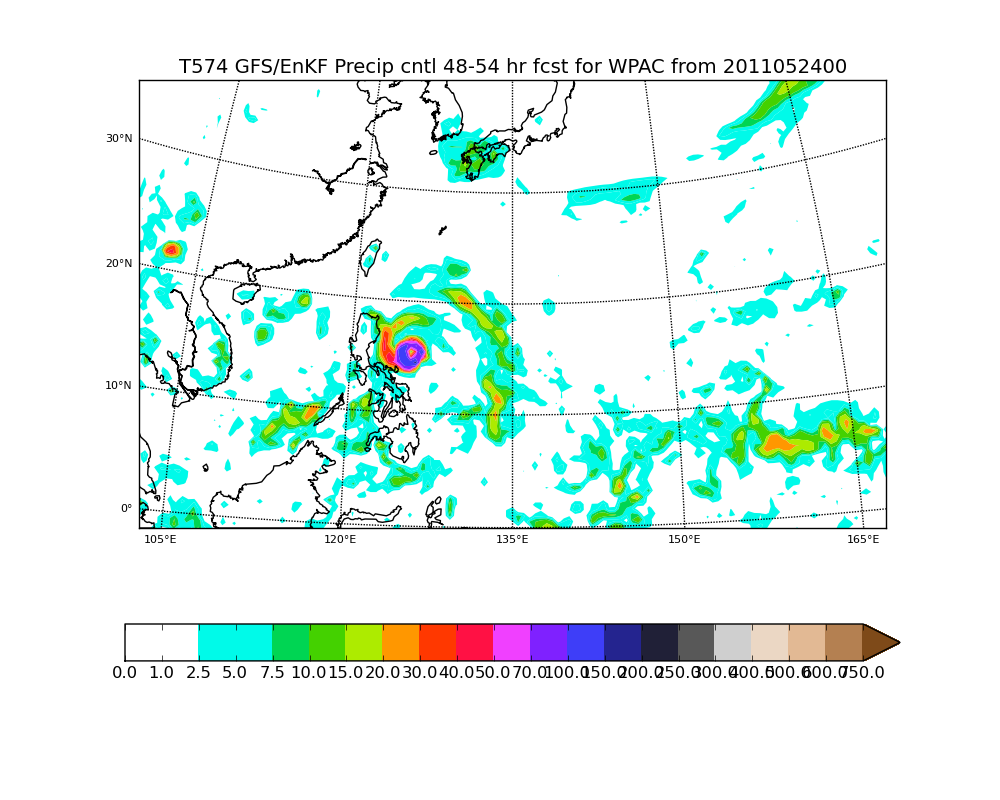 T574 GFS/EnKF Precip cntl 48-54 hr fcst for WPAC from 2011052400
30°N
20°N
10°N
0°
105°E 120°E 135°E 150°E 165°E
0.0 1.0 2.5 5.0 7.5 10.0 15.0 20.0 30.0 40.0 50.0 70.0 100.0 150.0 200.0 250.0 300.0 400.0 500.0 600.0 750.0